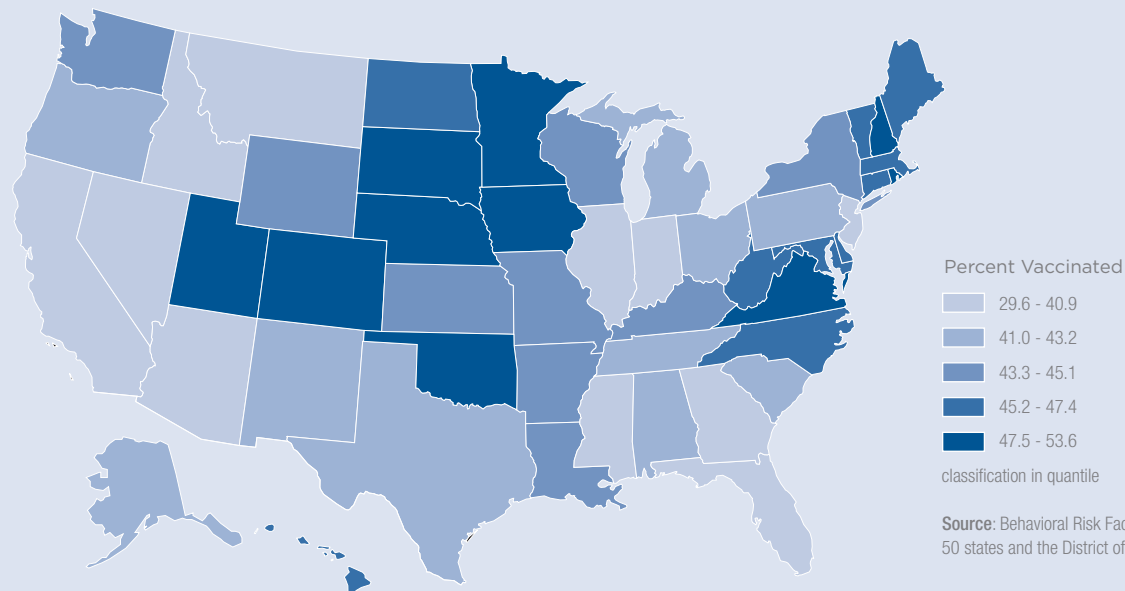 Percent Vaccinated
29.6 - 40.9
41.0 - 43.2
43.3 - 45.1
45.2 - 47.4
47.5 - 53.6
classification in quantile
Source: Behavioral Risk
50 states and the District of